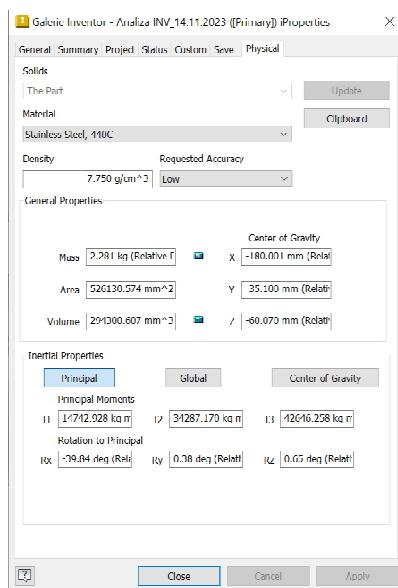 Galerie Inventor - Analiza INV_14.11.2023 ([Primary]) iProperties
General Summary Project Status Custom Save Physical
Solids
The Part Update
Material Clipboard
Stainless Steel, 440C
Density Requested Accuracy
7.750 g/cm^3 Low
General Properties
Center of Gravity
Mass 2.281 kg (Relative E X -180.001 mm (Relat
Area 526130.574 mm^2 Y 35.100 mm (Relativ
Volume 294300.607 mm^3 Z -60.070 mm (Relati
Inertial Properties
Principal Global Center of Gravity
Principal Moments
I1 14742.928 kg m I2 34287.170 kg m I3 42646.258 kg m
Rotation to Principal
Rx -39.84 deg (Rela Ry 0.38 deg (Relati Rz 0.65 deg (Relati
Close Cancel Apply